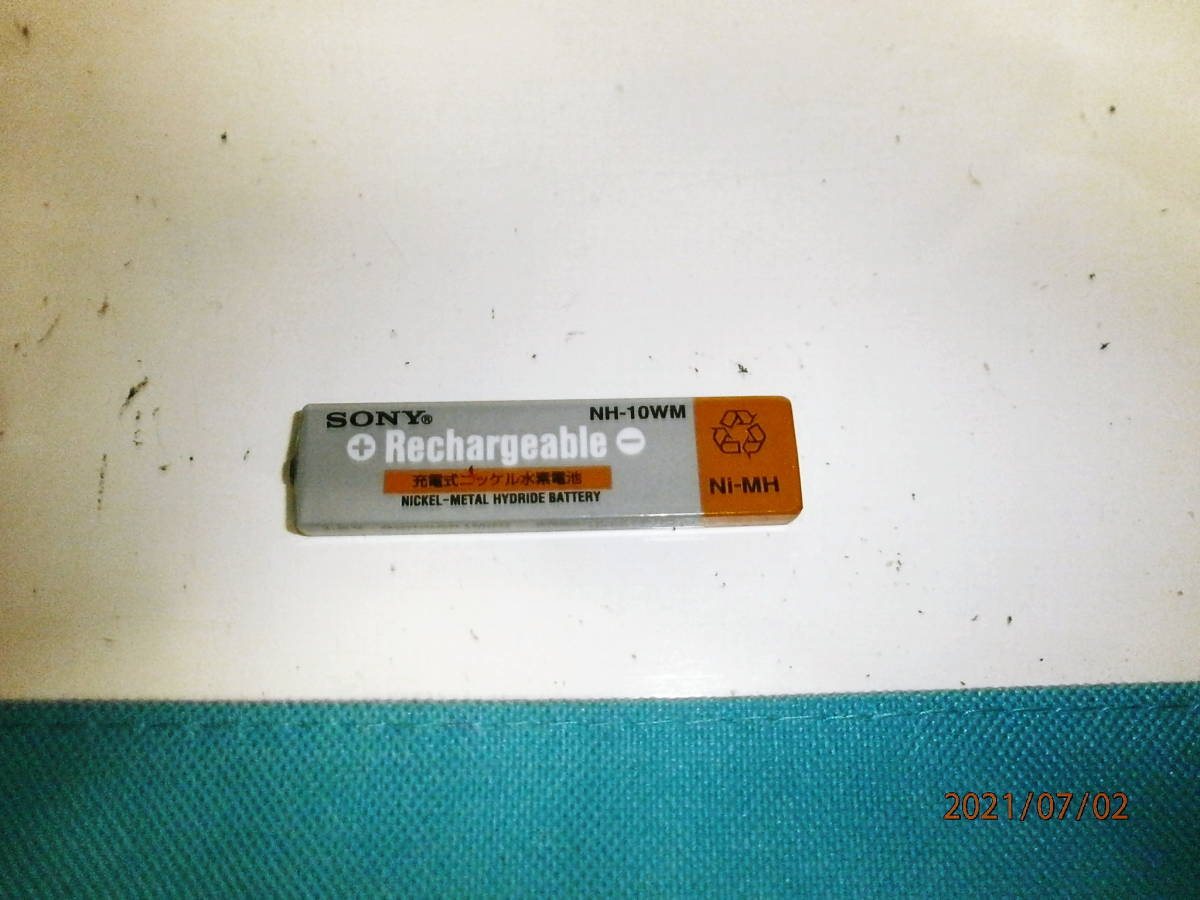 SONY® NH-10WM
⊕ Rechargeable ⊖
充電式ニッケル水素電池
NICKEL-METAL HYDRIDE BATTERY
Ni-MH
2021/07/02